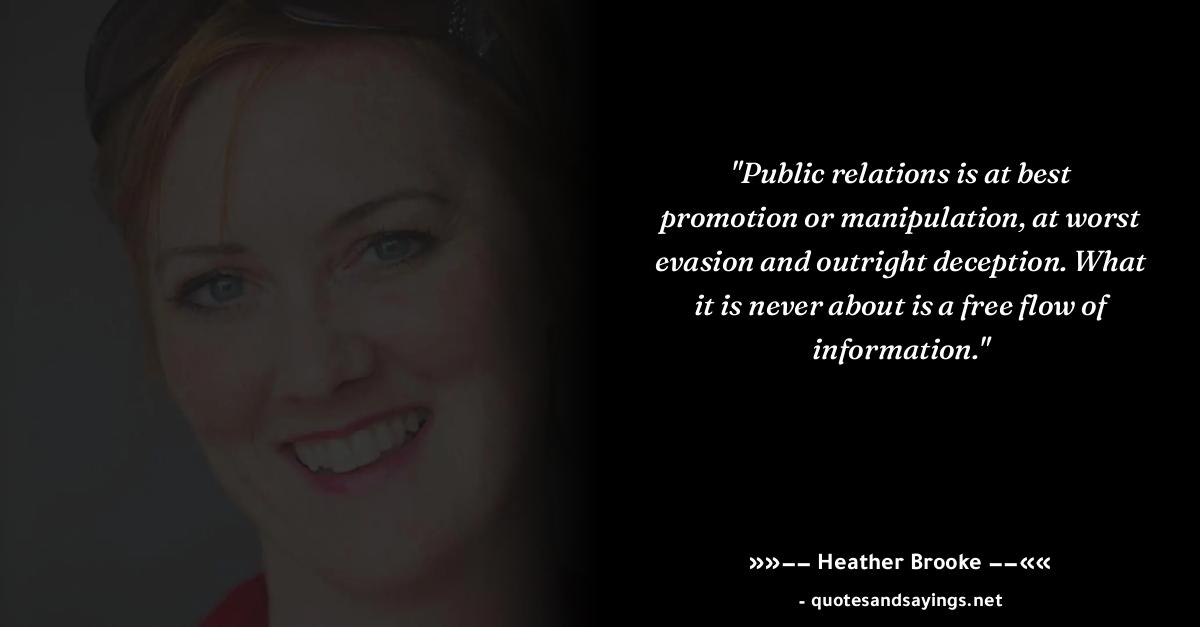 "Public relations is at best
promotion or manipulation, at worst
evasion and outright deception. What
it is never about is a free flow of
information."
»»–– Heather Brooke ––««
- quotesandsayings.net